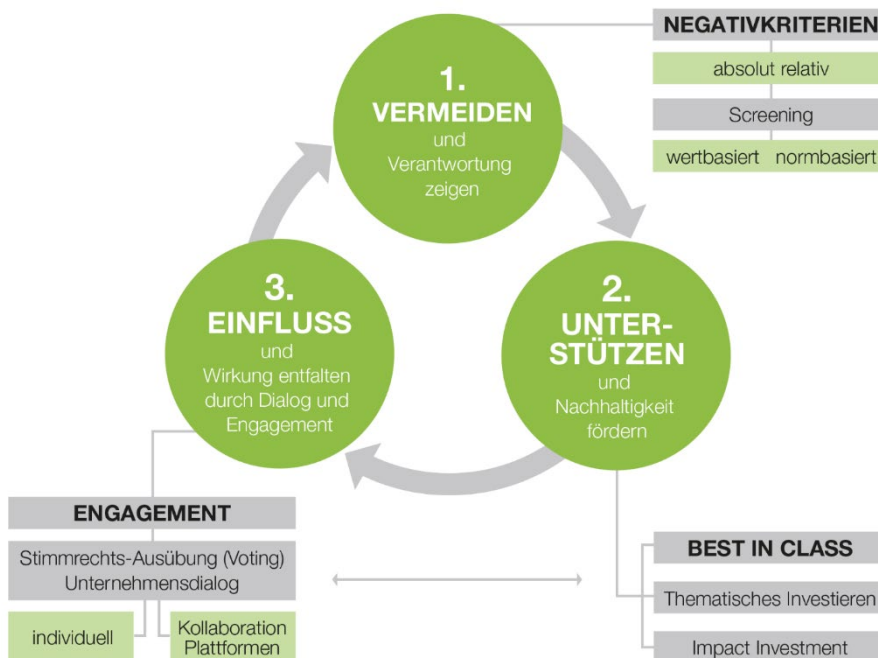 1.
VERMEIDEN
und
Verantwortung
zeigen
NEGATIVKRITERIEN
absolut relativ
Screening
wertbasiert normbasiert
2.
UNTER-
STÜTZEN
und
Nachhaltigkeit
fördern
BEST IN CLASS
Thematisches Investieren
Impact Investment
3.
EINFLUSS
und
Wirkung entfalten
durch Dialog und
Engagement
ENGAGEMENT
Stimmrechts-Ausübung (Voting)
Unternehmensdialog
individuell
Kollaboration
Plattformen